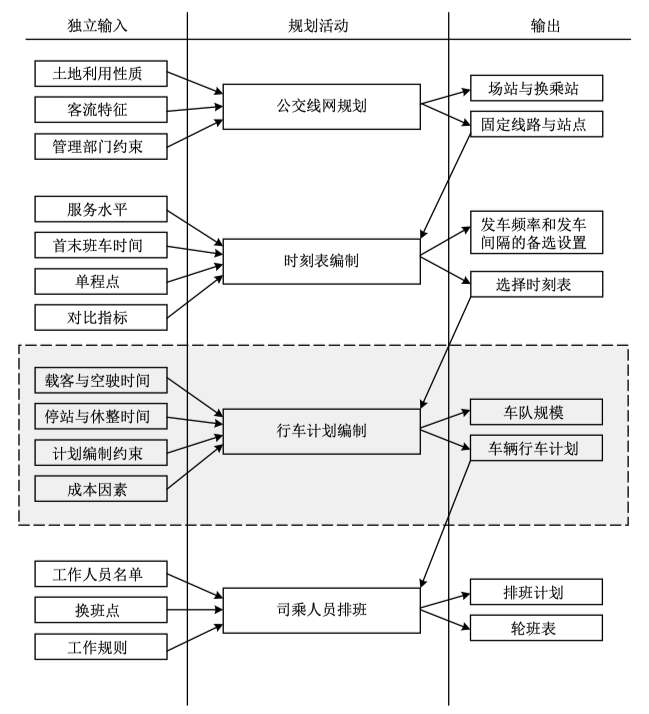 独立输入
规划活动
输出
土地利用性质
客流特征
管理部门约束
公交线网规划
场站与换乘站
固定线路与站点
服务水平
首末班车时间
单程点
对比指标
时刻表编制
发车频率和发车
间隔的备选设置
选择时刻表
载客与空驶时间
停站与休整时间
计划编制约束
成本因素
行车计划编制
车队规模
车辆行车计划
工作人员名单
换班点
工作规则
司乘人员排班
排班计划
轮班表